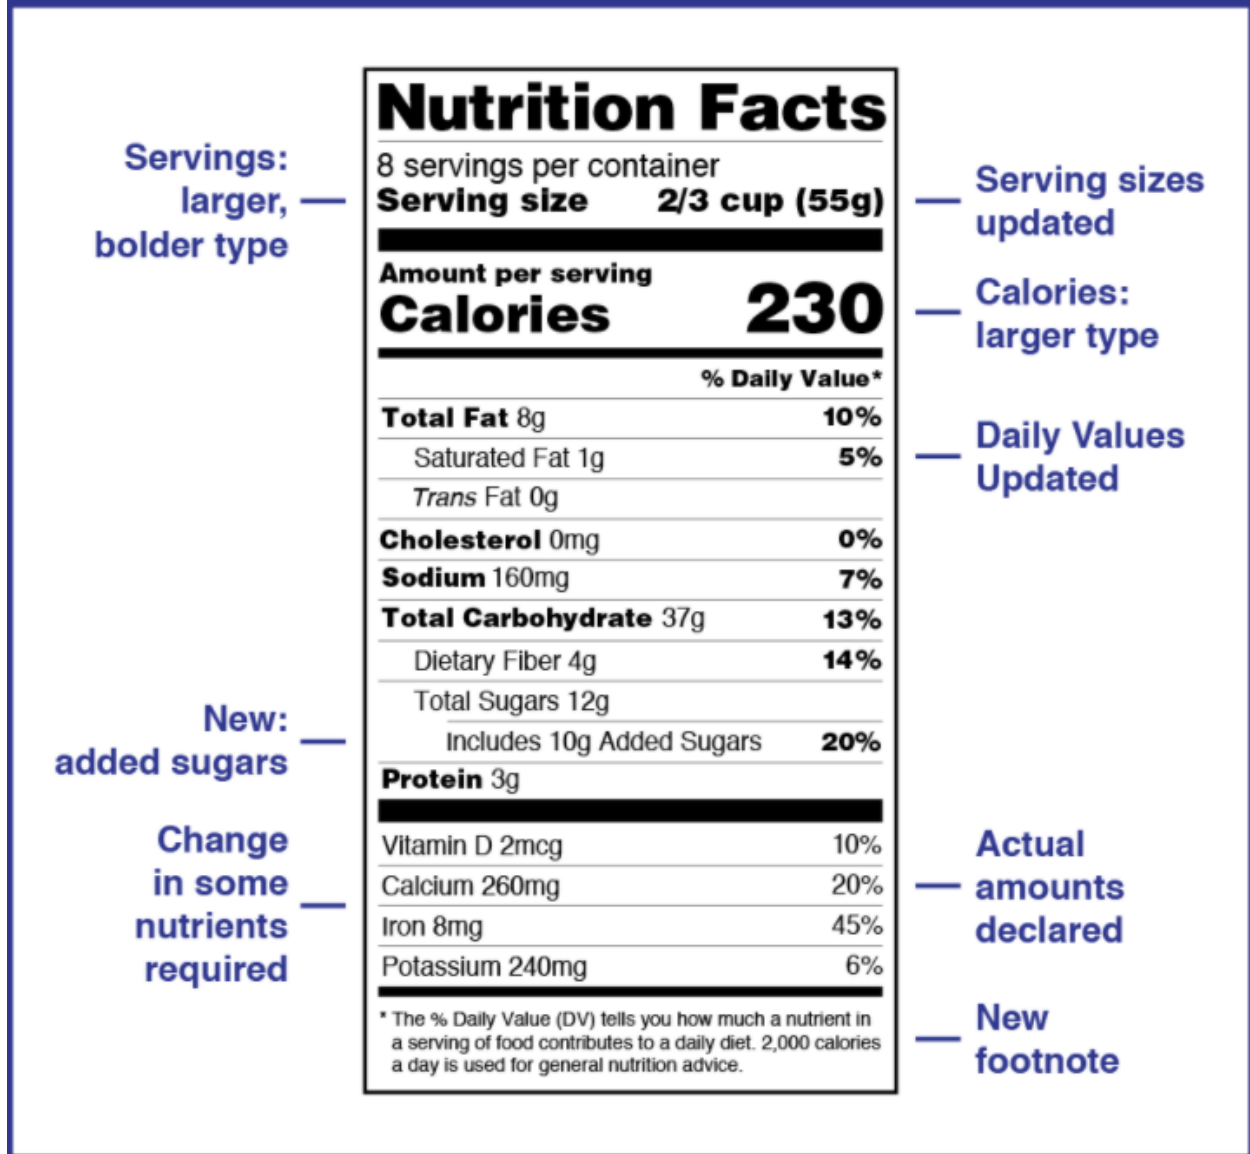 Nutrition Facts
8 servings per container
Serving size 2/3 cup (55g)
Amount per serving
Calories 230
% Daily Value*
Total Fat 8g 10%
Saturated Fat 1g 5%
Trans Fat 0g
Cholesterol 0mg 0%
Sodium 160mg 7%
Total Carbohydrate 37g 13%
Dietary Fiber 4g 14%
Total Sugars 12g
Includes 10g Added Sugars 20%
Protein 3g
Vitamin D 2mcg 10%
Calcium 260mg 20%
Iron 8mg 45%
Potassium 240mg 6%
* The % Daily Value (DV) tells you how much a nutrient in
a serving of food contributes to a daily diet. 2,000 calories
a day is used for general nutrition advice.
Servings:
larger,
bolder type
New:
added sugars
Change
in some
nutrients
required
Serving sizes
updated
Calories:
larger type
Daily Values
Updated
Actual
amounts
declared
New
footnote